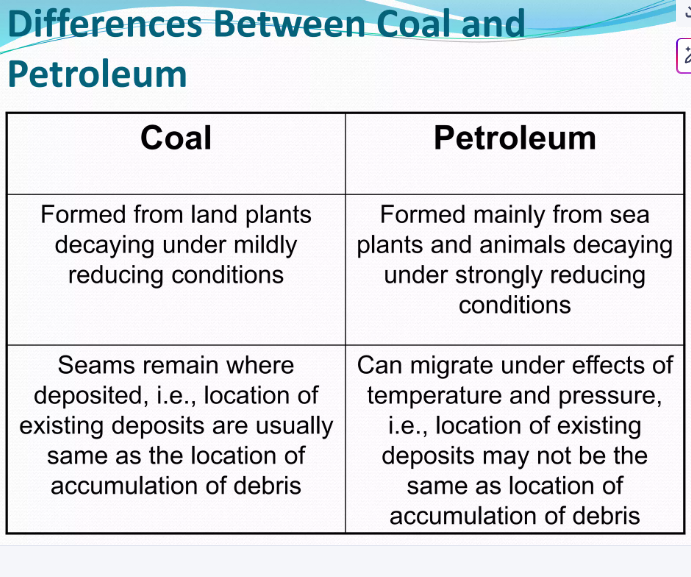 Differences Between Coal and
Petroleum
Coal
Petroleum
Formed from land plants
decaying under mildly
reducing conditions
Formed mainly from sea
plants and animals decaying
under strongly reducing
conditions
Seams remain where
deposited, i.e., location of
existing deposits are usually
same as the location of
accumulation of debris
Can migrate under effects of
temperature and pressure,
i.e., location of existing
deposits may not be the
same as location of
accumulation of debris